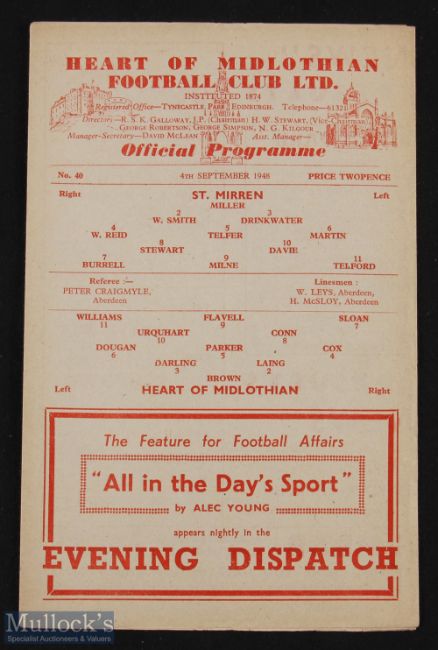 HEART OF MIDLOTHIAN
FOOTBALL CLUB LTD.
INSTITUTED 1874
Registered Office—Tynecastle Park, Edinburgh. Telephone—61321
Directors—R. S. K. Galloway, J.P. (Chairman) H. W. Stewart, (Vice-Chairman)
George Robertson, George Simpson, N. G. Kilgour
Manager-Secretary—David McLean Asst. Manager—
Official Programme
No. 40 4th SEPTEMBER 1948 PRICE TWOPENCE
Right ST. MIRREN Left
MILLER
2 3
W. SMITH DRINKWATER
4 5 6
W. REID TELFER MARTIN
8 10
STEWART DAVIE
7 9 11
BURRELL MILNE TELFORD
Referee :— Linesmen :
PETER CRAIGMYLE, W. LEYS, Aberdeen,
Aberdeen H. McSLOY, Aberdeen
WILLIAMS FLAVELL SLOAN
11 9 7
URQUHART CONN
10 8
DOUGAN PARKER COX
6 5 4
DARLING LAING
3 2
BROWN
Left HEART OF MIDLOTHIAN Right
The Feature for Football Affairs
"All in the Day's Sport"
by ALEC YOUNG
appears nightly in the
EVENING DISPATCH
Mullock's
Specialist Auctioneers & Valuers